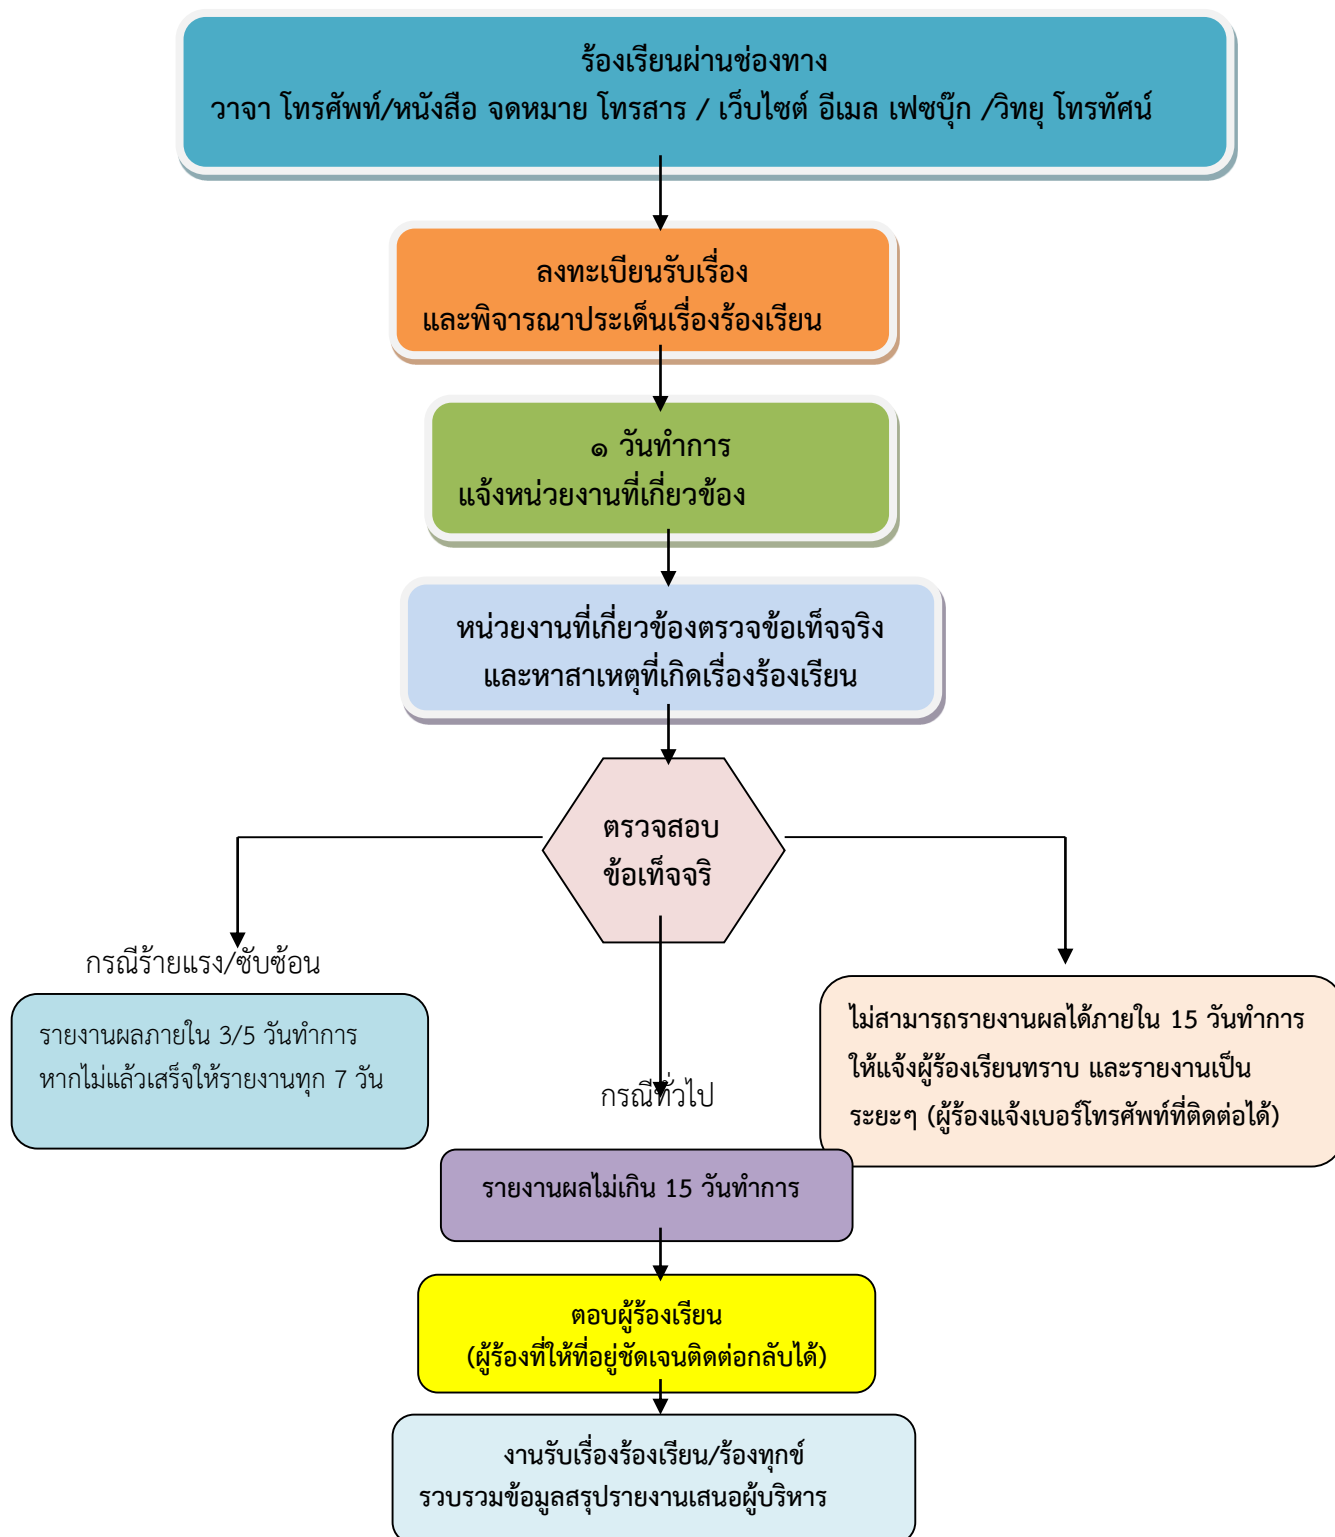 ร้องเรียนผ่านช่องทาง
วาจา โทรศัพท์/หนังสือ จดหมาย โทรสาร / เว็บไซต์ อีเมล เฟซบุ๊ก /วิทยุ โทรทัศน์
ลงทะเบียนรับเรื่อง
และพิจารณาประเด็นเรื่องร้องเรียน
๑ วันทำการ
แจ้งหน่วยงานที่เกี่ยวข้อง
หน่วยงานที่เกี่ยวข้องตรวจข้อเท็จจริง
และหาสาเหตุที่เกิดเรื่องร้องเรียน
ตรวจสอบ
ข้อเท็จจริ
กรณีร้ายแรง/ซับซ้อน
รายงานผลภายใน 3/5 วันทำการ
หากไม่แล้วเสร็จให้รายงานทุก 7 วัน
ไม่สามารถรายงานผลได้ภายใน 15 วันทำการ
ให้แจ้งผู้ร้องเรียนทราบ และรายงานเป็น
ระยะๆ (ผู้ร้องแจ้งเบอร์โทรศัพท์ที่ติดต่อได้)
กรณีทั่วไป
รายงานผลไม่เกิน 15 วันทำการ
ตอบผู้ร้องเรียน
(ผู้ร้องที่ให้ที่อยู่ชัดเจนติดต่อกลับได้)
งานรับเรื่องร้องเรียน/ร้องทุกข์
รวบรวมข้อมูลสรุปรายงานเสนอผู้บริหาร